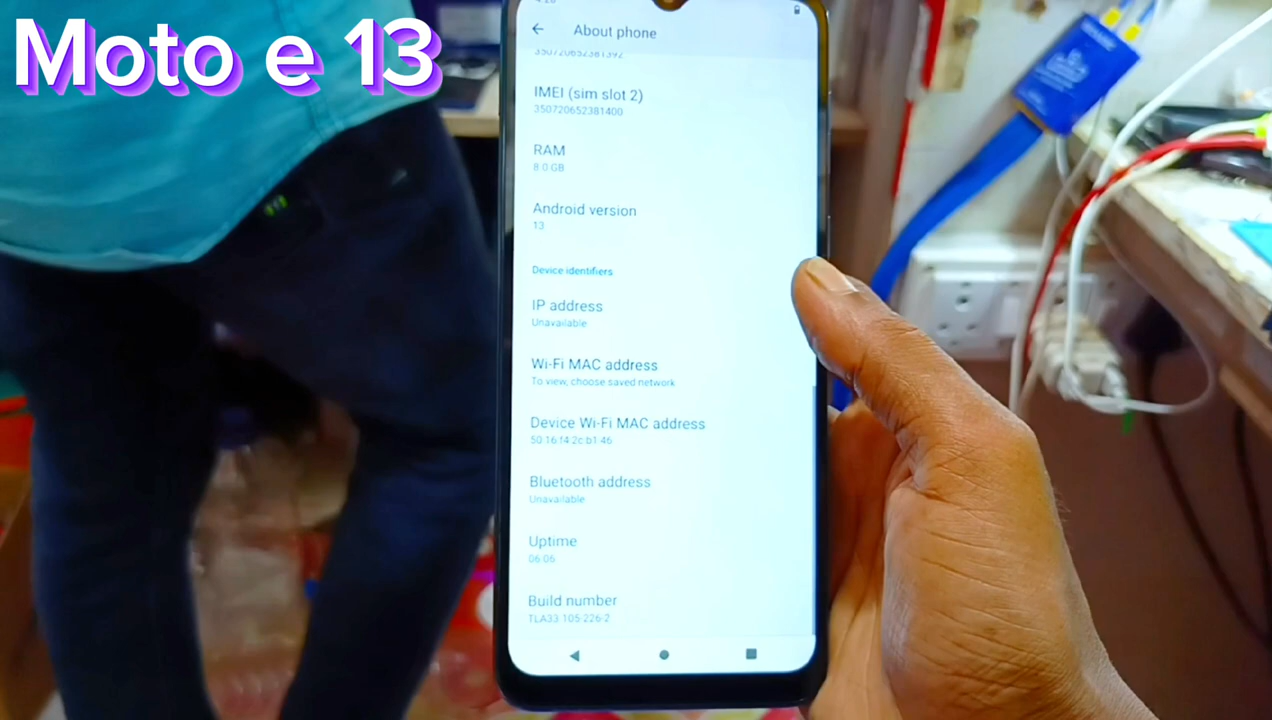 Moto e 13
About phone
350720652381392
IMEI (sim slot 2)
350720652381400
RAM
8.0 GB
Android version
13
Device identifiers
IP address
Unavailable
Wi-Fi MAC address
To view, choose saved network
Device Wi-Fi MAC address
50:16:f4:2c:b1:46
Bluetooth address
Unavailable
Uptime
06:06
Build number
TLA33.105-226-2